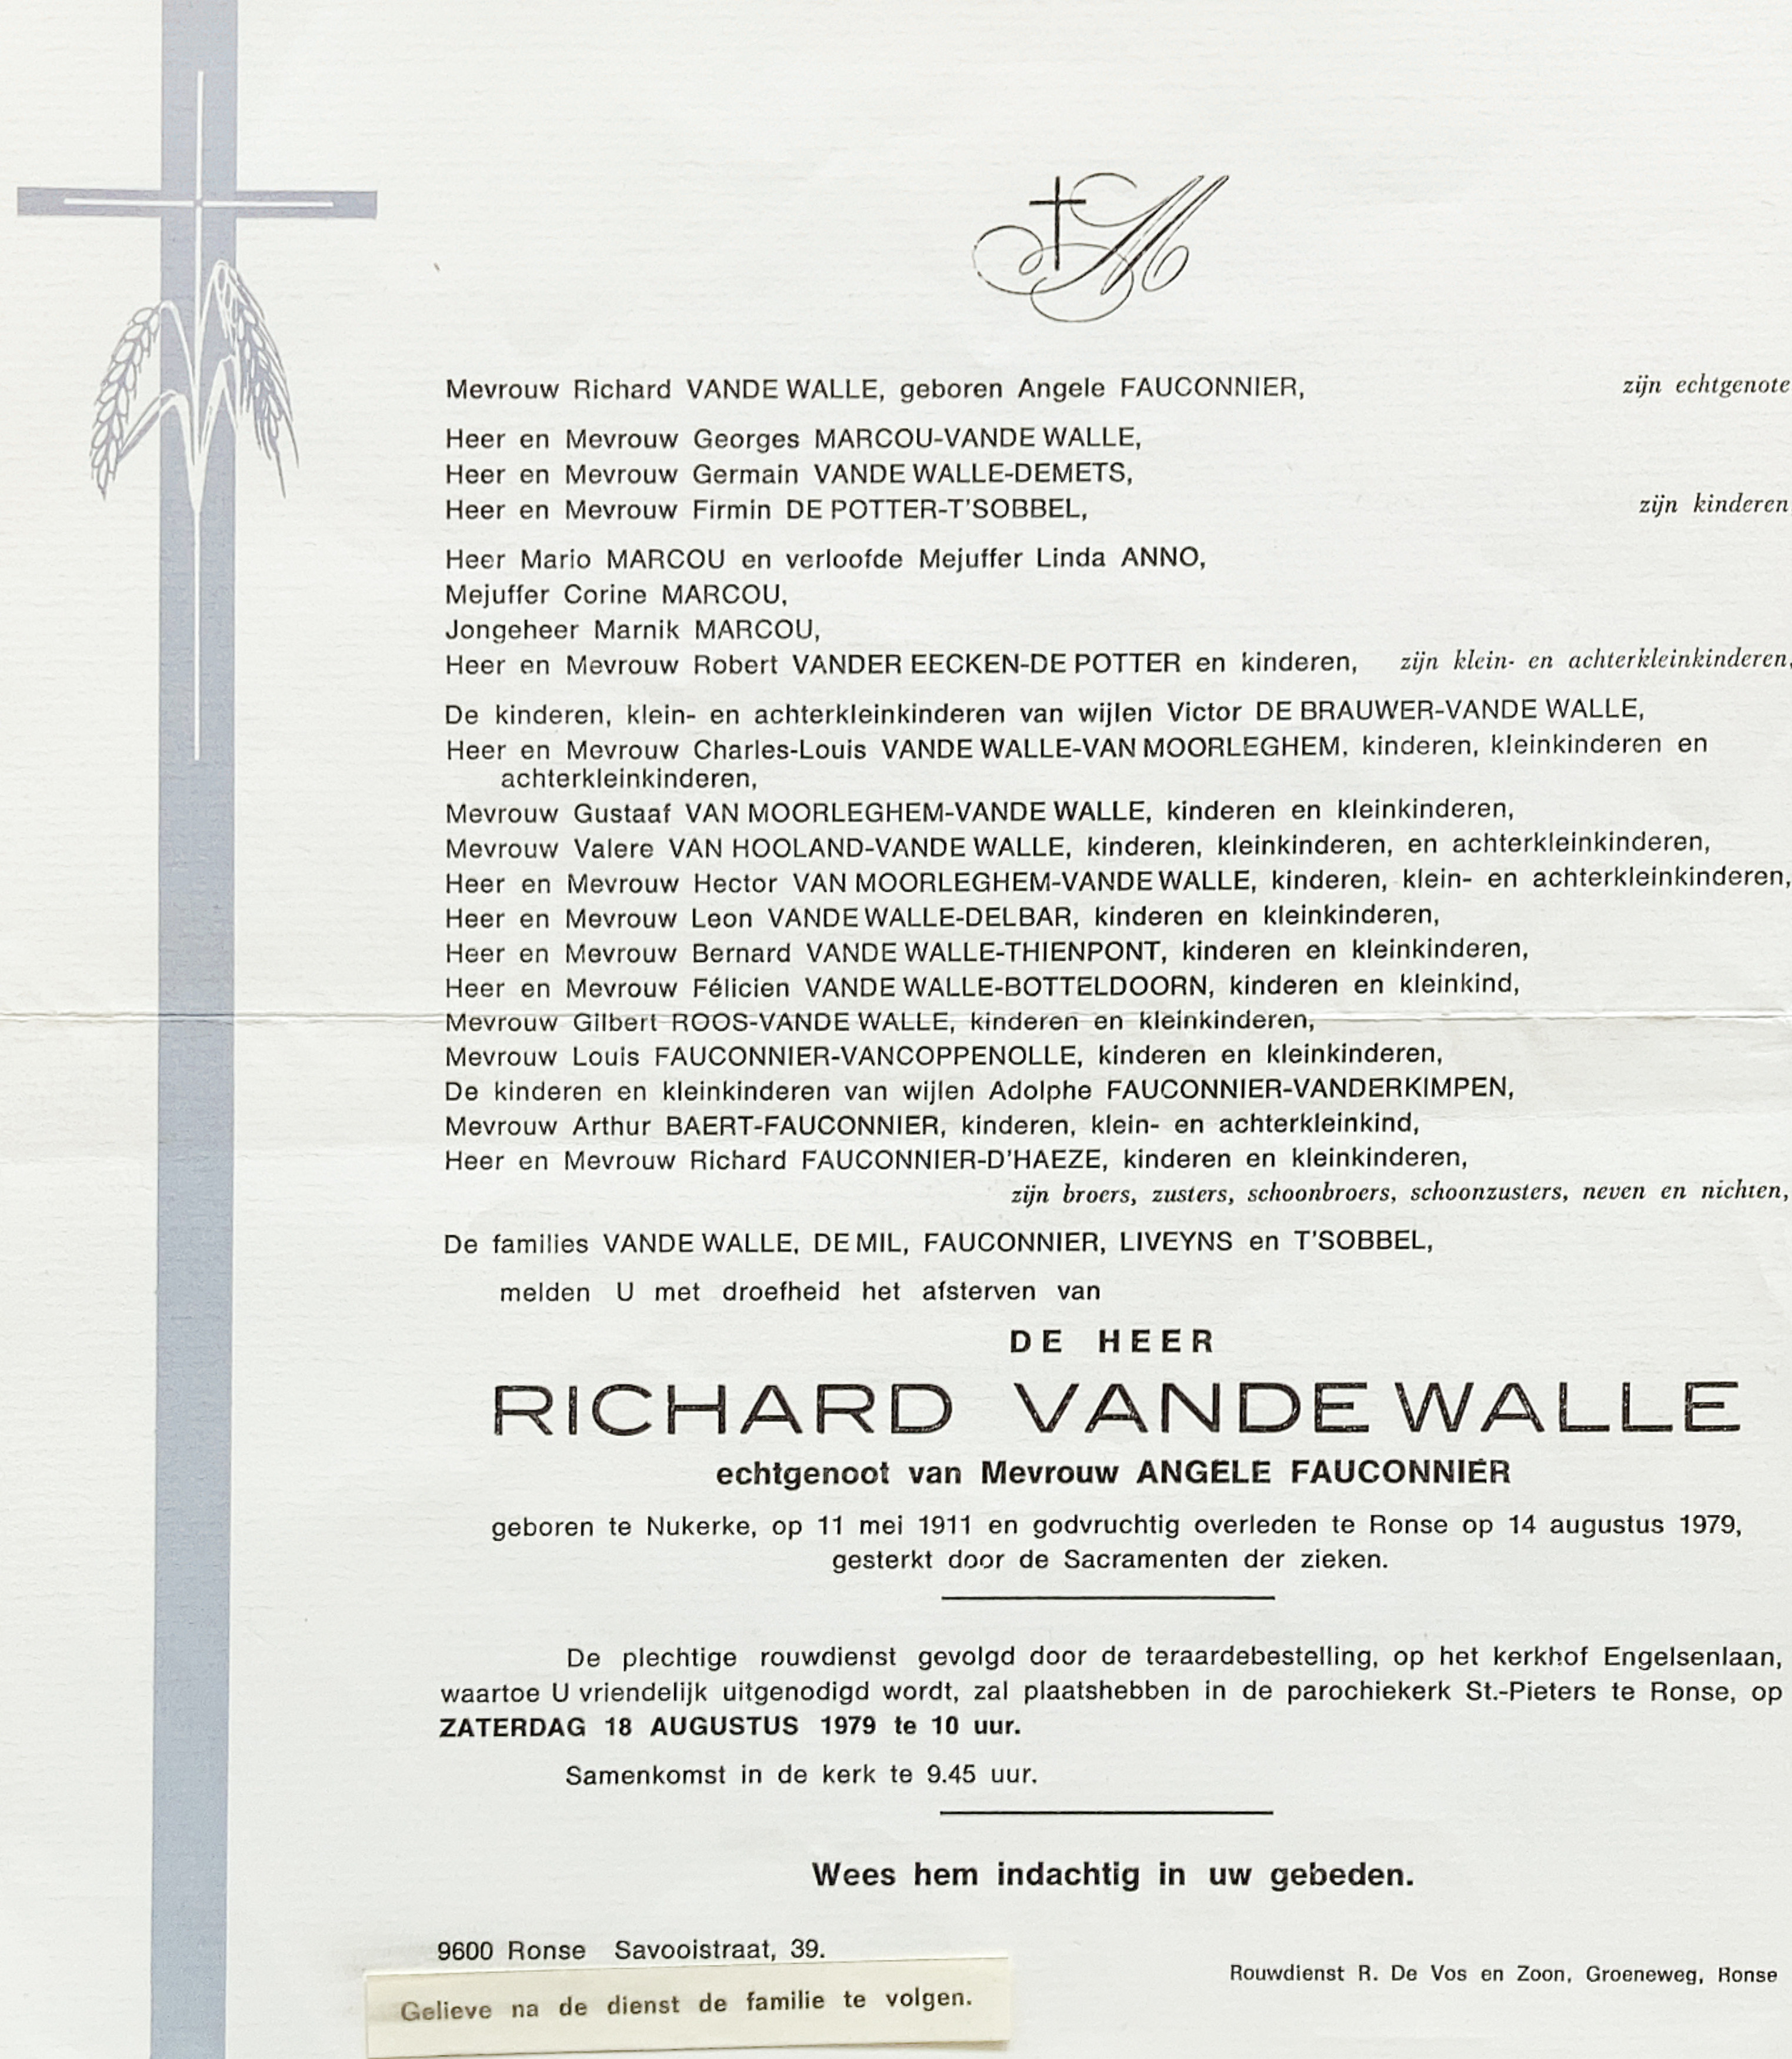 M
Mevrouw Richard VANDE WALLE, geboren Angele FAUCONNIER, zijn echtgenote
Heer en Mevrouw Georges MARCOU-VANDE WALLE,
Heer en Mevrouw Germain VANDE WALLE-DEMETS,
Heer en Mevrouw Firmin DE POTTER-T'SOBBEL, zijn kinderen
Heer Mario MARCOU en verloofde Mejuffer Linda ANNO,
Mejuffer Corine MARCOU,
Jongeheer Marnik MARCOU,
Heer en Mevrouw Robert VANDER EECKEN-DE POTTER en kinderen, zijn klein- en achterkleinkinderen,
De kinderen, klein- en achterkleinkinderen van wijlen Victor DE BRAUWER-VANDE WALLE,
Heer en Mevrouw Charles-Louis VANDE WALLE-VAN MOORLEGHEM, kinderen, kleinkinderen en
achterkleinkinderen,
Mevrouw Gustaaf VAN MOORLEGHEM-VANDE WALLE, kinderen en kleinkinderen,
Mevrouw Valere VAN HOOLAND-VANDE WALLE, kinderen, kleinkinderen, en achterkleinkinderen,
Heer en Mevrouw Hector VAN MOORLEGHEM-VANDE WALLE, kinderen, klein- en achterkleinkinderen,
Heer en Mevrouw Leon VANDE WALLE-DELBAR, kinderen en kleinkinderen,
Heer en Mevrouw Bernard VANDE WALLE-THIENPONT, kinderen en kleinkinderen,
Heer en Mevrouw Félicien VANDE WALLE-BOTTELDOORN, kinderen en kleinkind,
Mevrouw Gilbert ROOS-VANDE WALLE, kinderen en kleinkinderen,
Mevrouw Louis FAUCONNIER-VANCOPPENOLLE, kinderen en kleinkinderen,
De kinderen en kleinkinderen van wijlen Adolphe FAUCONNIER-VANDERKIMPEN,
Mevrouw Arthur BAERT-FAUCONNIER, kinderen, klein- en achterkleinkind,
Heer en Mevrouw Richard FAUCONNIER-D'HAEZE, kinderen en kleinkinderen,
zijn broers, zusters, schoonbroers, schoonzusters, neven en nichten,
De families VANDE WALLE, DE MIL, FAUCONNIER, LIVEYNS en T'SOBBEL,
melden U met droefheid het afsterven van
DE HEER
RICHARD VANDE WALLE
echtgenoot van Mevrouw ANGELE FAUCONNIER
geboren te Nukerke, op 11 mei 1911 en godvruchtig overleden te Ronse op 14 augustus 1979,
gesterkt door de Sacramenten der zieken.
De plechtige rouwdienst gevolgd door de teraardebestelling, op het kerkhof Engelsenlaan,
waartoe U vriendelijk uitgenodigd wordt, zal plaatshebben in de parochiekerk St.-Pieters te Ronse, op
ZATERDAG 18 AUGUSTUS 1979 te 10 uur.
Samenkomst in de kerk te 9.45 uur.
Wees hem indachtig in uw gebeden.
9600 Ronse Savooistraat, 39.
Rouwdienst R. De Vos en Zoon, Groeneweg, Ronse
Gelieve na de dienst de familie te volgen.